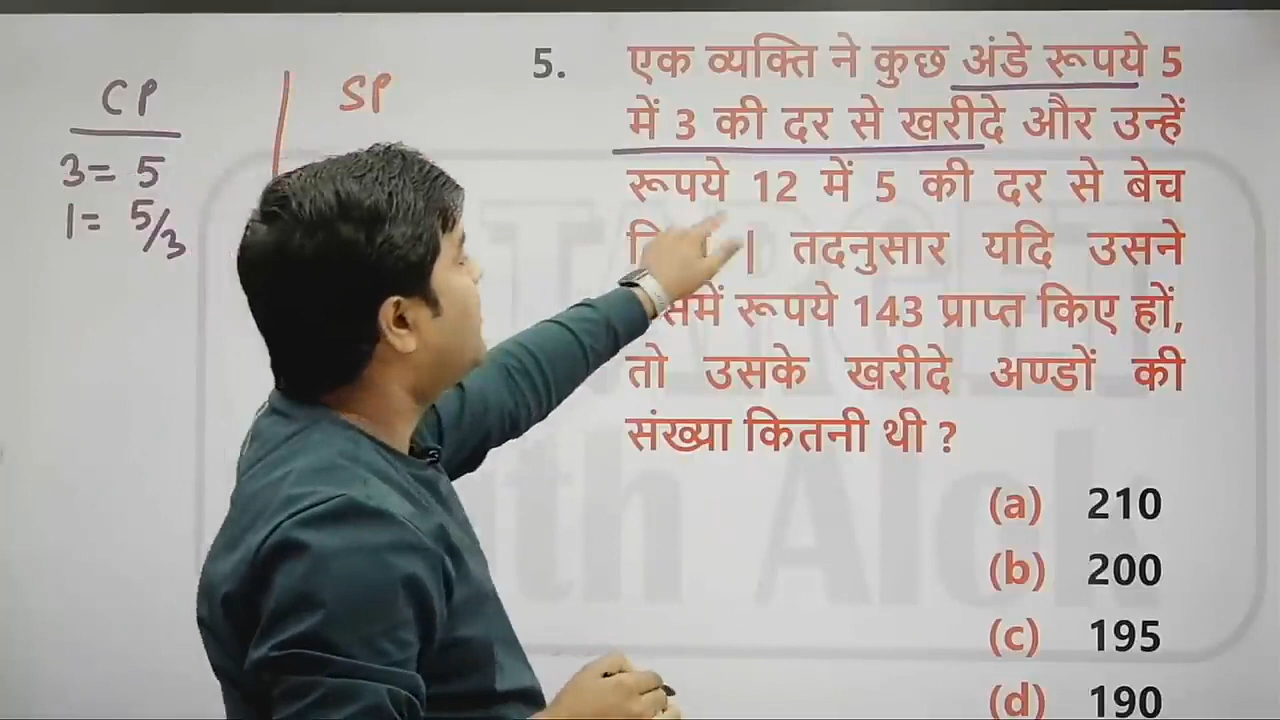 CP
SP
3= 5
1= 5/3
5. एक व्यक्ति ने कुछ अंडे रूपये 5
में 3 की दर से खरीदे और उन्हें
रूपये 12 में 5 की दर से बेच
| तदनुसार यदि उसने
रूपये 143 प्राप्त किए हों,
तो उसके खरीदे अण्डों की
संख्या कितनी थी ?
(a) 210
(b) 200
(c) 195
(d) 190